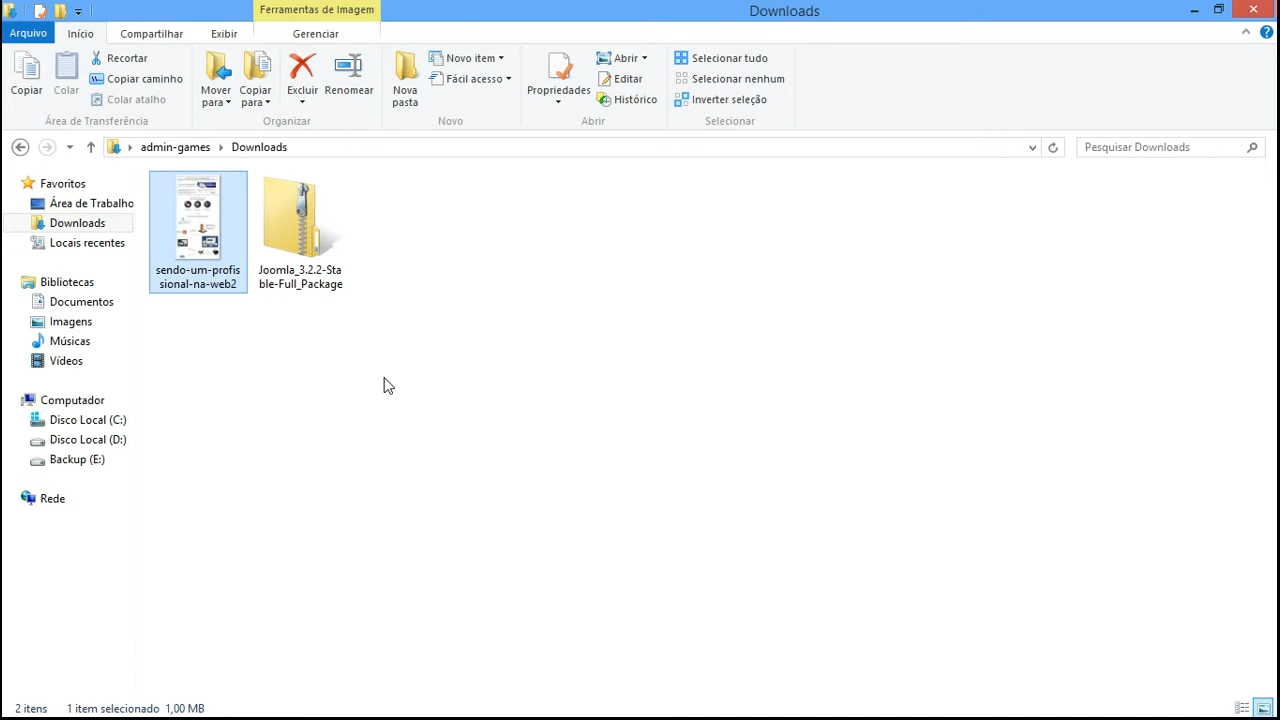 Ferramentas de Imagem
Downloads
Arquivo
Início
Compartilhar
Exibir
Gerenciar
Copiar
Colar
Recortar
Copiar caminho
Colar atalho
Área de Transferência
Mover para
Copiar para
Excluir
Renomear
Organizar
Nova pasta
Novo item
Fácil acesso
Novo
Propriedades
Abrir
Editar
Histórico
Abrir
Selecionar tudo
Selecionar nenhum
Inverter seleção
Selecionar
admin-games
Downloads
Pesquisar Downloads
Favoritos
Área de Trabalho
Downloads
Locais recentes
Bibliotecas
Documentos
Imagens
Músicas
Vídeos
Computador
Disco Local (C:)
Disco Local (D:)
Backup (E:)
Rede
sendo-um-profis
sional-na-web2
Joomla_3.2.2-Sta
ble-Full_Package
2 itens
1 item selecionado 1,00 MB